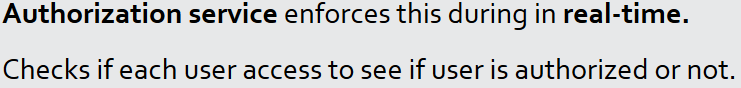 Authorization service enforces this during in real-time.
Checks if each user access to see if user is authorized or not.